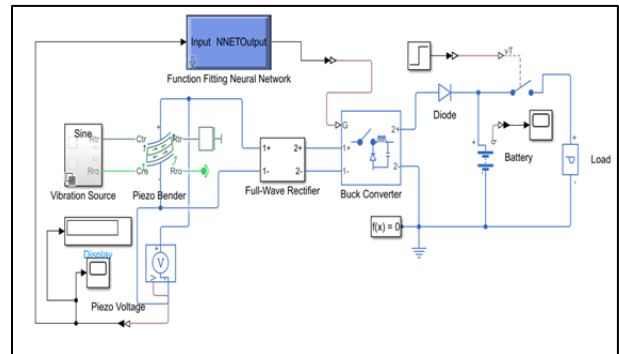 Input NNETOutput
Function Fitting Neural Network
vT
Diode
Sine
Rtr
Rro
Ctr
Cro
Rtr
Rro
Vibration Source
Piezo Bender
1+ 2+
1- 2-
Full-Wave Rectifier
G
1+ 2+
1- 2-
Buck Converter
Battery
P
Load
f(x) = 0
Display
V
Piezo Voltage